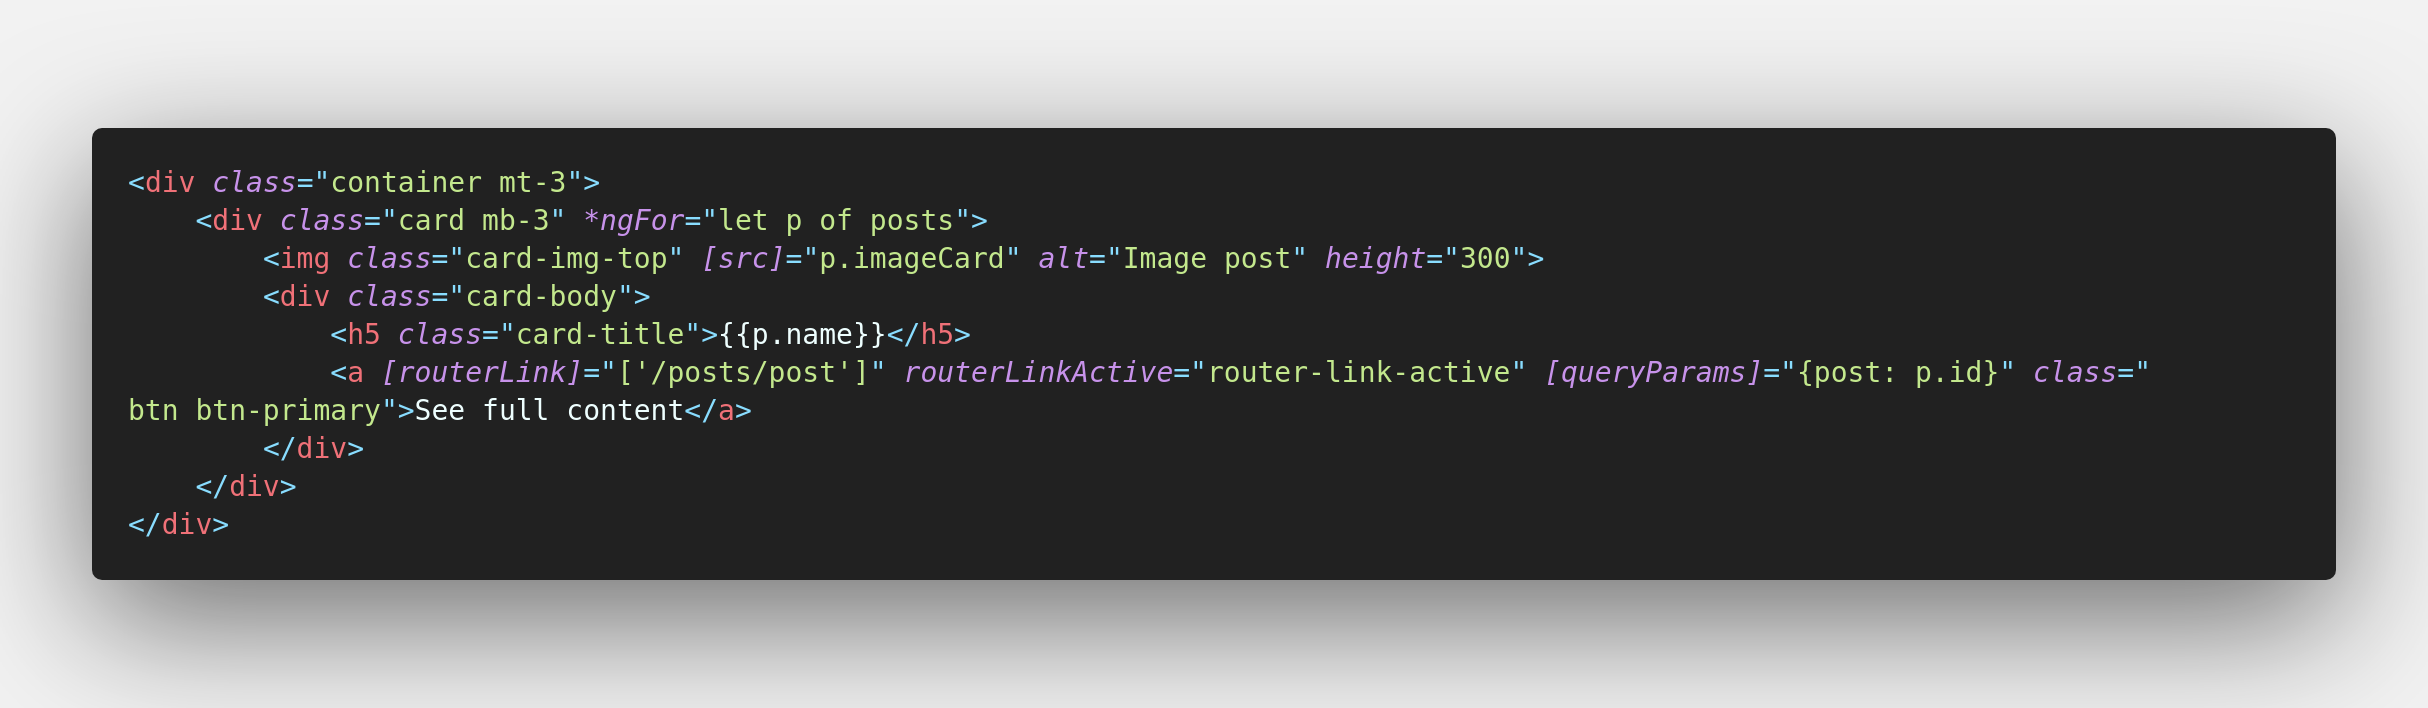 <div class="container mt-3">
    <div class="card mb-3" *ngFor="let p of posts">
        <img class="card-img-top" [src]="p.imageCard" alt="Image post" height="300">
        <div class="card-body">
            <h5 class="card-title">{{p.name}}</h5>
            <a [routerLink]="['/posts/post']" routerLinkActive="router-link-active" [queryParams]="{post: p.id}" class="
btn btn-primary">See full content</a>
        </div>
    </div>
</div>